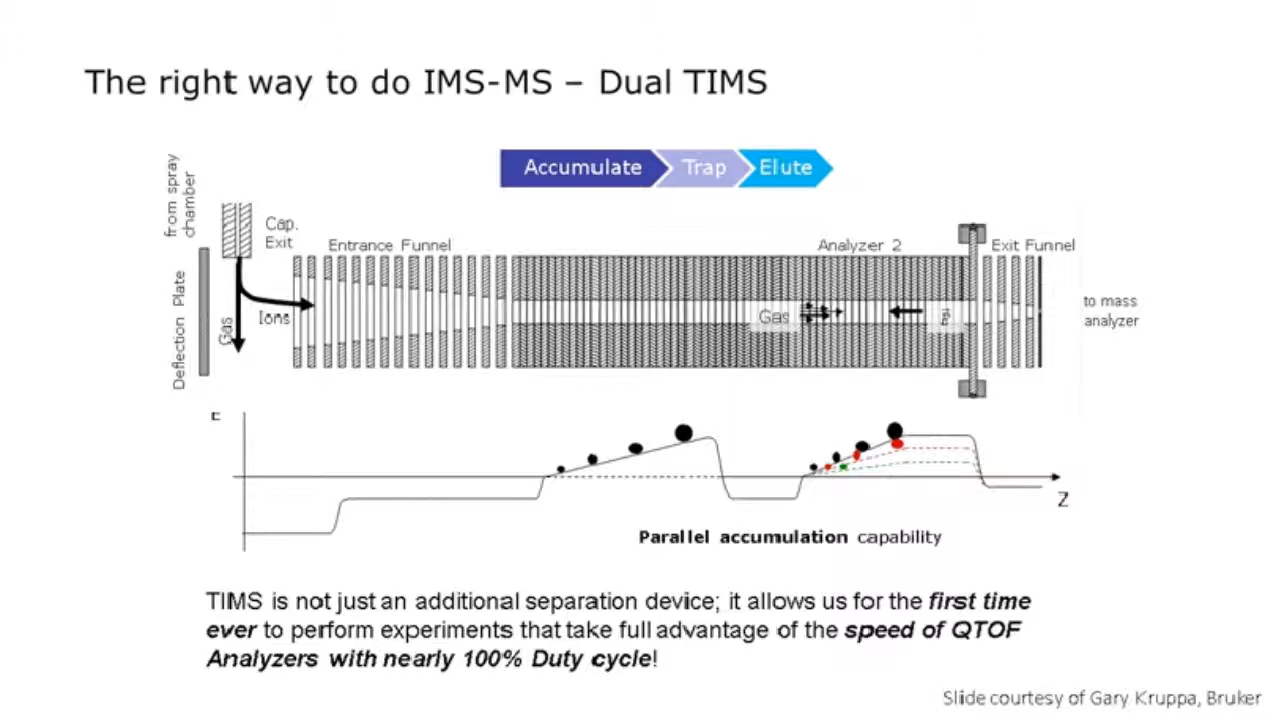 The right way to do IMS-MS – Dual TIMS
Accumulate
Trap
Elute
from spray
chamber
Cap.
Exit
Entrance Funnel
Analyzer 2
Exit Funnel
Deflection Plate
Gas
Ions
Gas
to mass
analyzer
E
Z
Parallel accumulation capability
TIMS is not just an additional separation device; it allows us for the first time
ever to perform experiments that take full advantage of the speed of QTOF
Analyzers with nearly 100% Duty cycle!
Slide courtesy of Gary Kruppa, Bruker